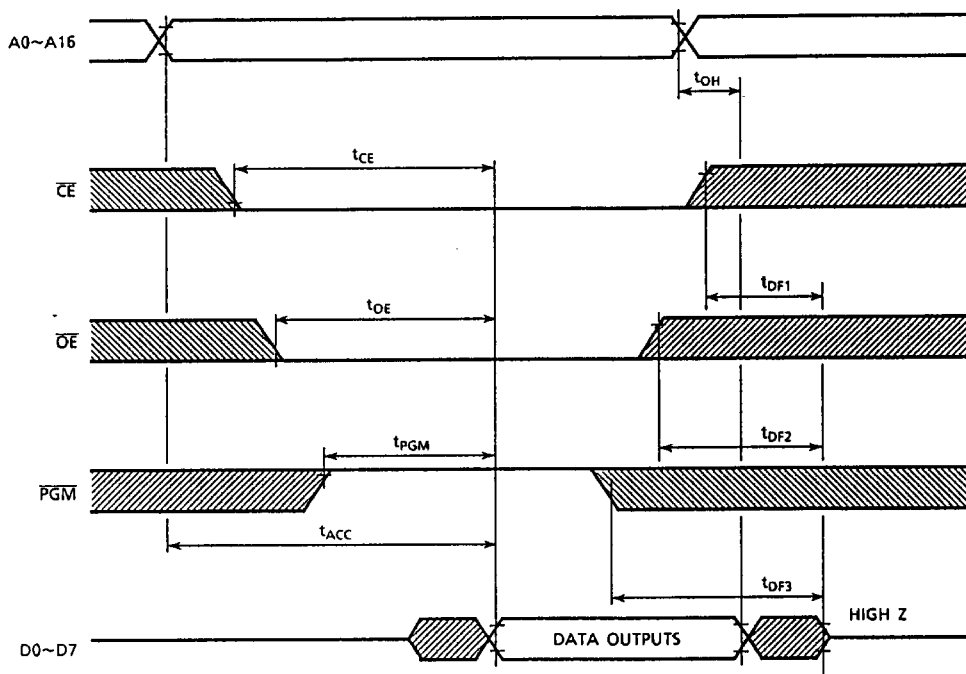 A0~A16
tOH
tCE
CE
tDF1
tOE
OE
tDF2
tPGM
PGM
tACC
tDF3
HIGH Z
DATA OUTPUTS
D0~D7